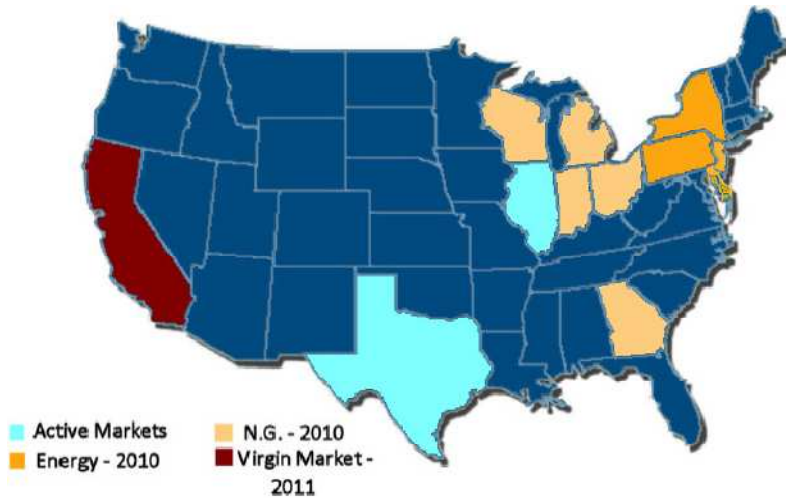 Active Markets
N.G. - 2010
Energy - 2010
Virgin Market -
2011